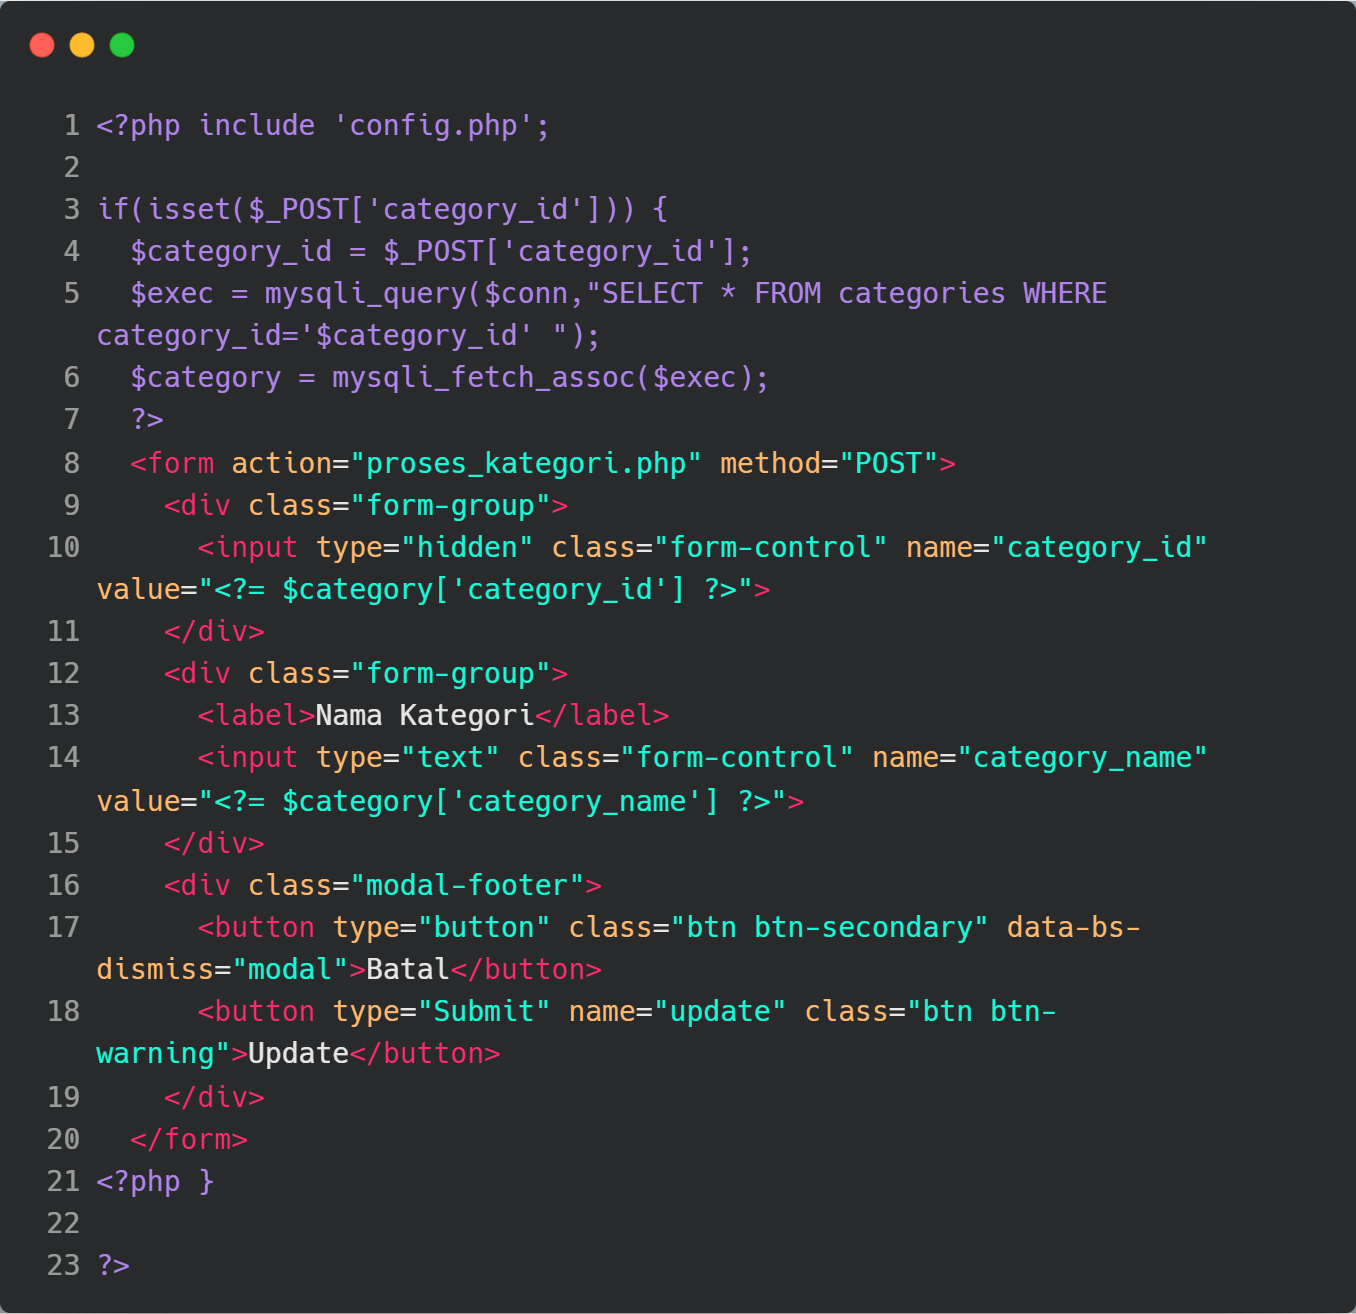 1 <?php include 'config.php';
2
3 if(isset($_POST['category_id'])) {
4   $category_id = $_POST['category_id'];
5   $exec = mysqli_query($conn,"SELECT * FROM categories WHERE
category_id='$category_id' ");
6   $category = mysqli_fetch_assoc($exec);
7   ?>
8   <form action="proses_kategori.php" method="POST">
9     <div class="form-group">
10       <input type="hidden" class="form-control" name="category_id"
value="<?= $category['category_id'] ?>">
11     </div>
12     <div class="form-group">
13       <label>Nama Kategori</label>
14       <input type="text" class="form-control" name="category_name"
value="<?= $category['category_name'] ?>">
15     </div>
16     <div class="modal-footer">
17       <button type="button" class="btn btn-secondary" data-bs-
dismiss="modal">Batal</button>
18       <button type="Submit" name="update" class="btn btn-
warning">Update</button>
19     </div>
20   </form>
21 <?php }
22
23 ?>